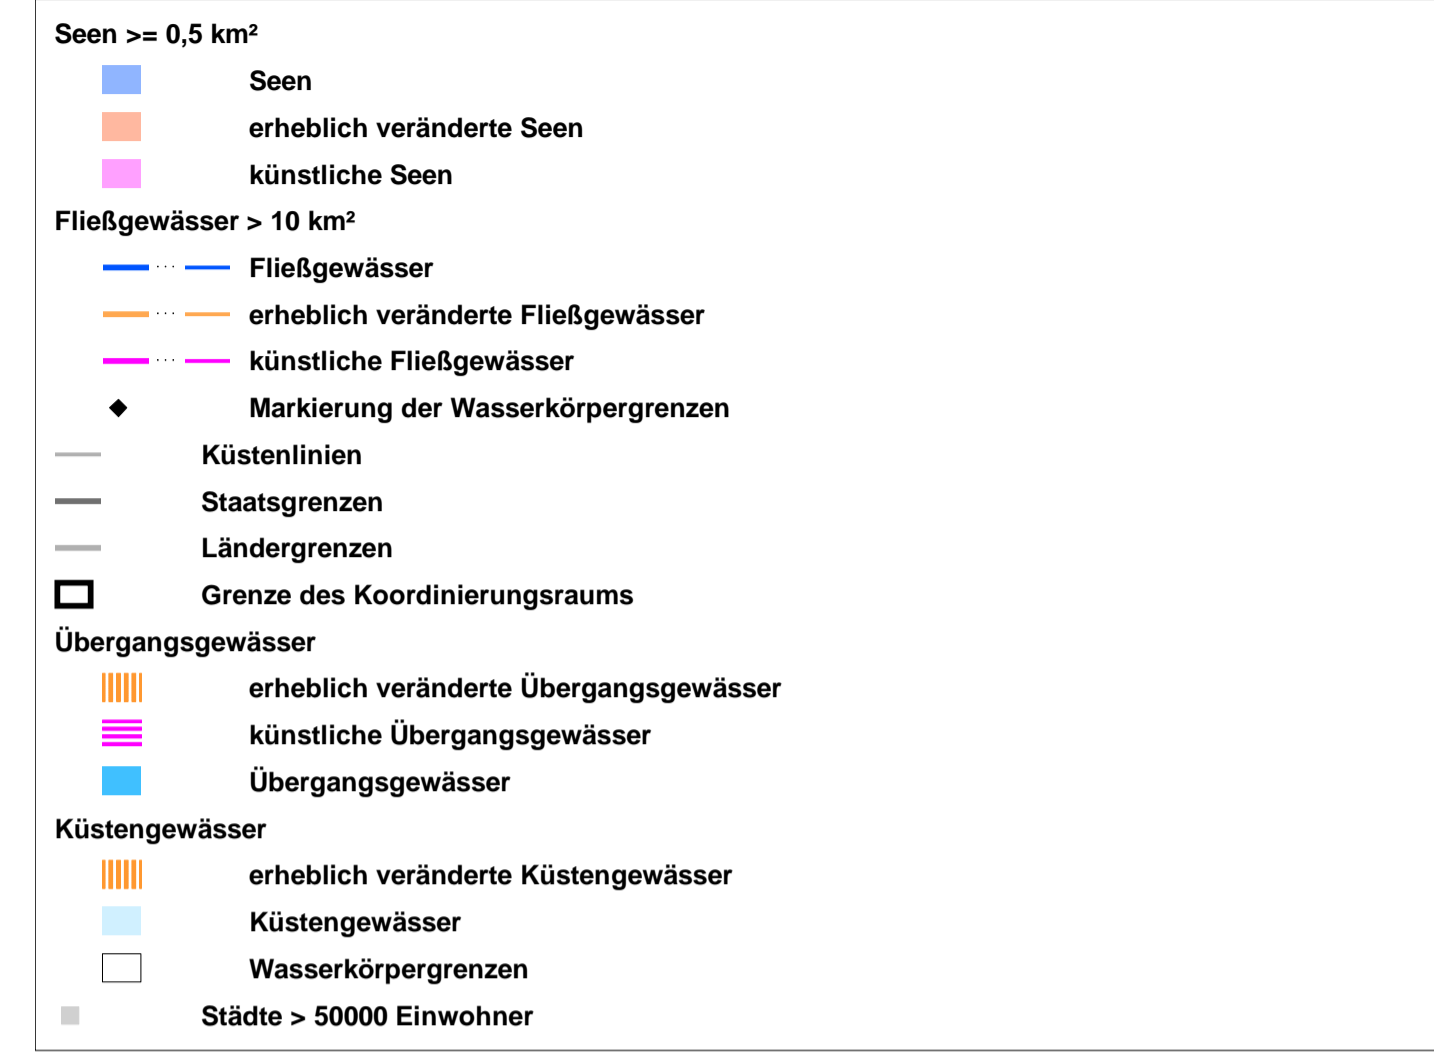 Seen >= 0,5 km²
Seen
erheblich veränderte Seen
künstliche Seen
Fließgewässer > 10 km²
Fließgewässer
erheblich veränderte Fließgewässer
künstliche Fließgewässer
Markierung der Wasserkörpergrenzen
Küstenlinien
Staatsgrenzen
Ländergrenzen
Grenze des Koordinierungsraums
Übergangsgewässer
erheblich veränderte Übergangsgewässer
künstliche Übergangsgewässer
Übergangsgewässer
Küstengewässer
erheblich veränderte Küstengewässer
Küstengewässer
Wasserkörpergrenzen
Städte > 50000 Einwohner